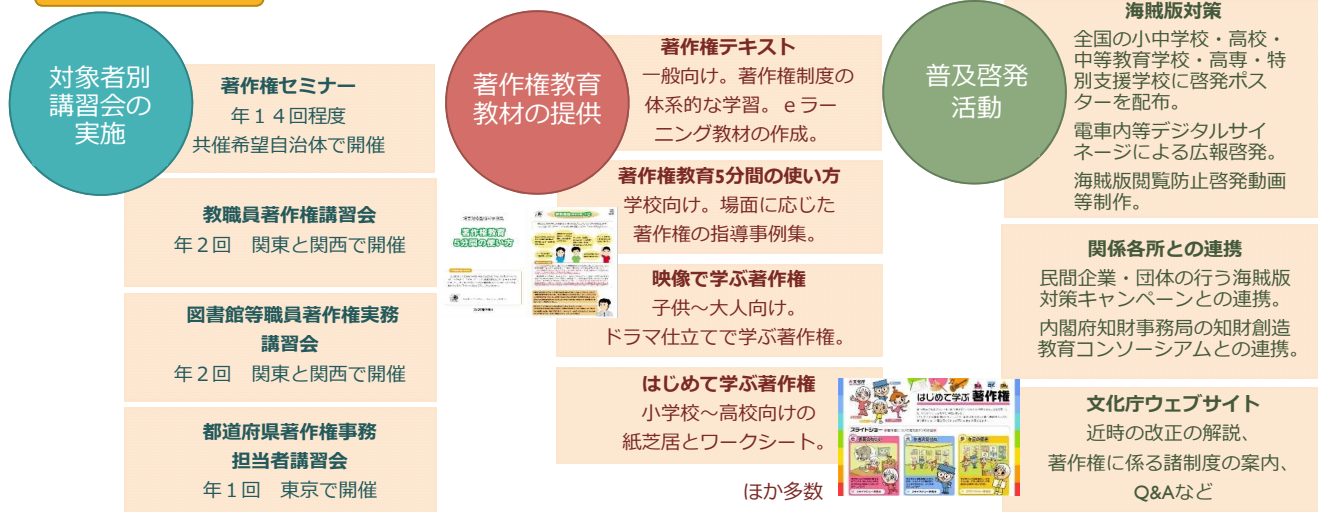 対象者別
講習会の
実施
著作権セミナー
年１４回程度
共催希望自治体で開催
教職員著作権講習会
年２回　関東と関西で開催
図書館等職員著作権実務
講習会
年２回　関東と関西で開催
都道府県著作権事務
担当者講習会
年１回　東京で開催
著作権教育
教材の提供
著作権テキスト
一般向け。著作権制度の
体系的な学習。ｅラー
ニング教材の作成。
著作権教育5分間の使い方
学校向け。場面に応じた
著作権の指導事例集。
著作権教育
5分間の使い方
映像で学ぶ著作権
子供～大人向け。
ドラマ仕立てで学ぶ著作権。
はじめて学ぶ著作権
小学校～高校向けの
紙芝居とワークシート。
ほか多数
はじめて学ぶ 著作権
スライドショー
普及啓発
活動
海賊版対策
全国の小中学校・高校・
中等教育学校・高専・特
別支援学校に啓発ポス
ターを配布。
電車内等デジタルサイ
ネージによる広報啓発。
海賊版閲覧防止啓発動画
等制作。
関係各所との連携
民間企業・団体の行う海賊版
対策キャンペーンとの連携。
内閣府知財事務局の知財創造
教育コンソーシアムとの連携。
文化庁ウェブサイト
近時の改正の解説、
著作権に係る諸制度の案内、
Q&Aなど